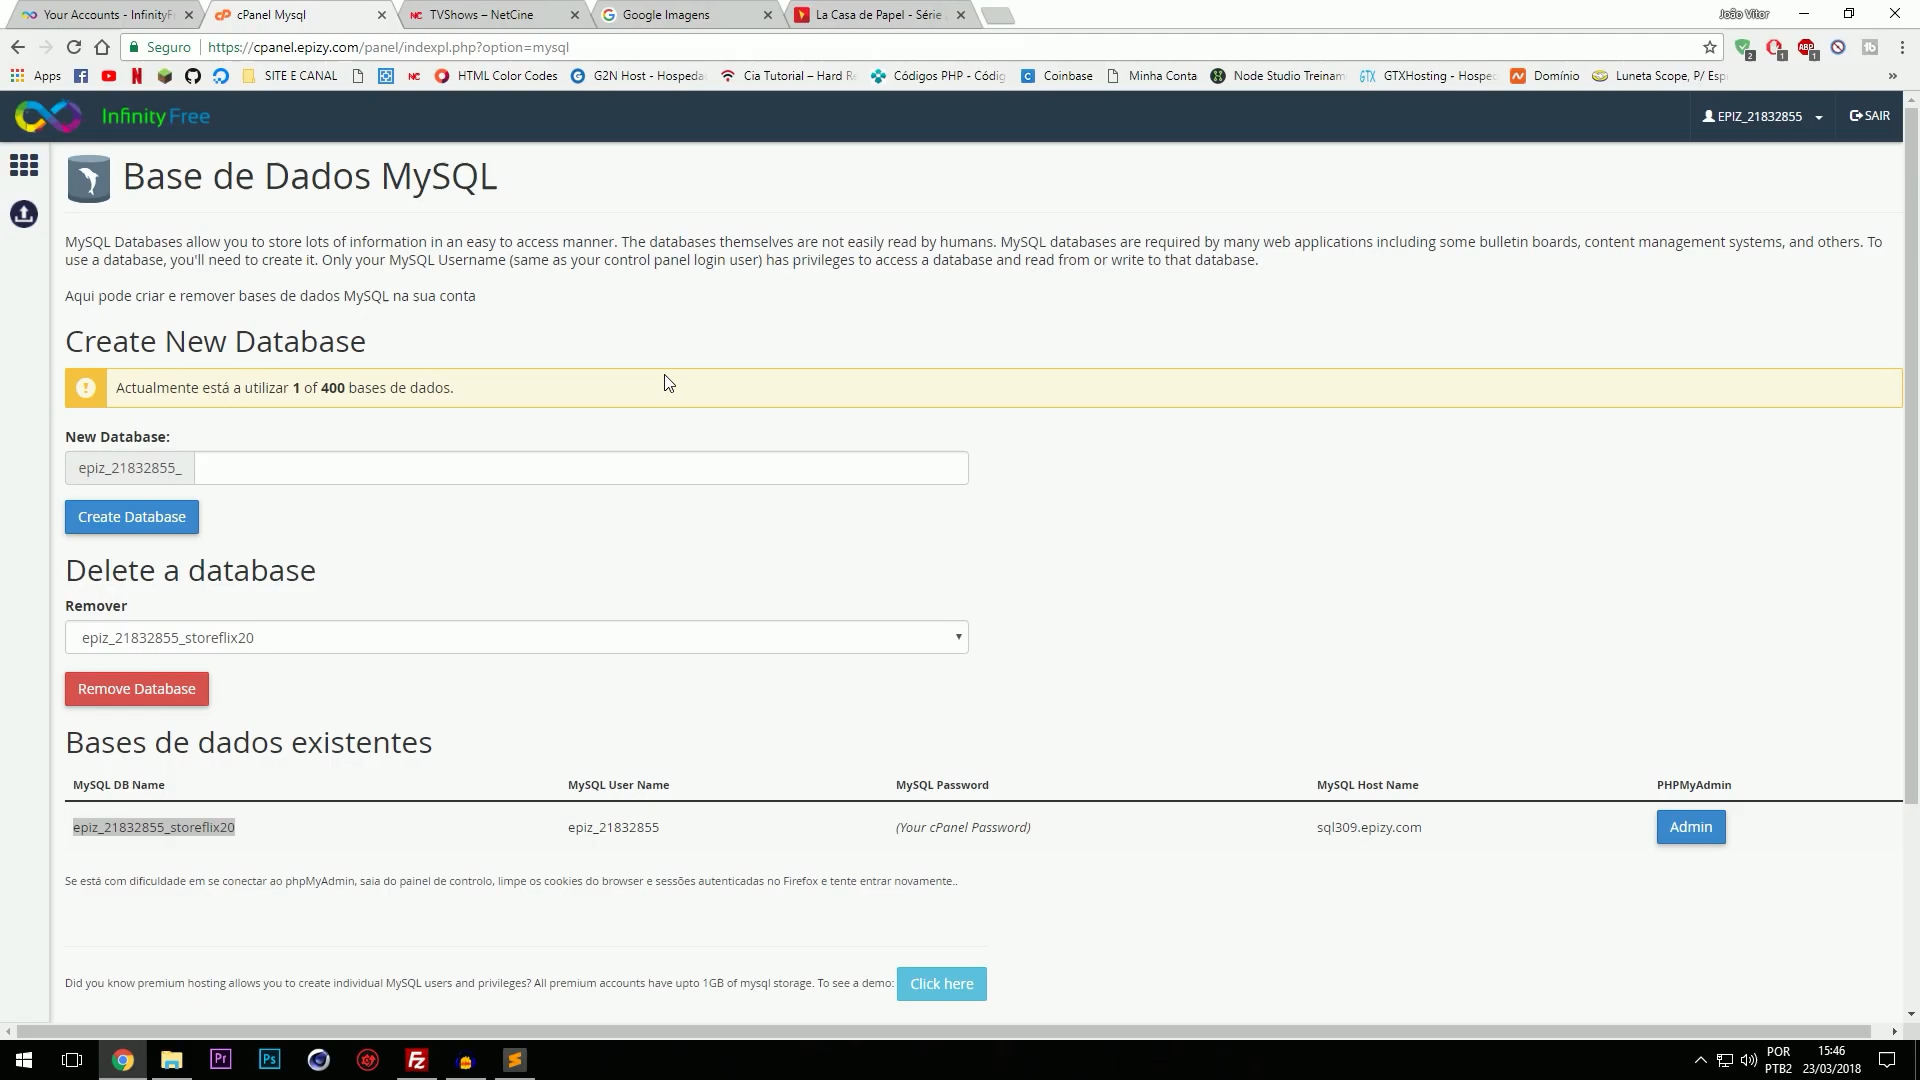 Your Accounts - InfinityFr
cPanel Mysql
TVShows – NetCine
Google Imagens
La Casa de Papel - Série
João Vitor
Seguro
https://cpanel.epizy.com/panel/indexpl.php?option=mysql
Apps
SITE E CANAL
HTML Color Codes
G2N Host - Hospeda
Cia Tutorial – Hard Re
Códigos PHP - Códig
Coinbase
Minha Conta
Node Studio Treinam
GTXHosting - Hospec
Domínio
Luneta Scope, P/ Esp
»
InfinityFree
EPIZ_21832855
SAIR
Base de Dados MySQL
MySQL Databases allow you to store lots of information in an easy to access manner. The databases themselves are not easily read by humans. MySQL databases are required by many web applications including some bulletin boards, content management systems, and others. To
use a database, you'll need to create it. Only your MySQL Username (same as your control panel login user) has privileges to access a database and read from or write to that database.
Aqui pode criar e remover bases de dados MySQL na sua conta
Create New Database
Actualmente está a utilizar 1 of 400 bases de dados.
New Database:
epiz_21832855_
Create Database
Delete a database
Remover
epiz_21832855_storeflix20
Remove Database
Bases de dados existentes
MySQL DB Name MySQL User Name MySQL Password MySQL Host Name PHPMyAdmin
epiz_21832855_storeflix20 epiz_21832855 (Your cPanel Password) sql309.epizy.com Admin
Se está com dificuldade em se conectar ao phpMyAdmin, saia do painel de controlo, limpe os cookies do browser e sessões autenticadas no Firefox e tente entrar novamente..
Did you know premium hosting allows you to create individual MySQL users and privileges? All premium accounts have upto 1GB of mysql storage. To see a demo: Click here
POR
PTB2
15:46
23/03/2018